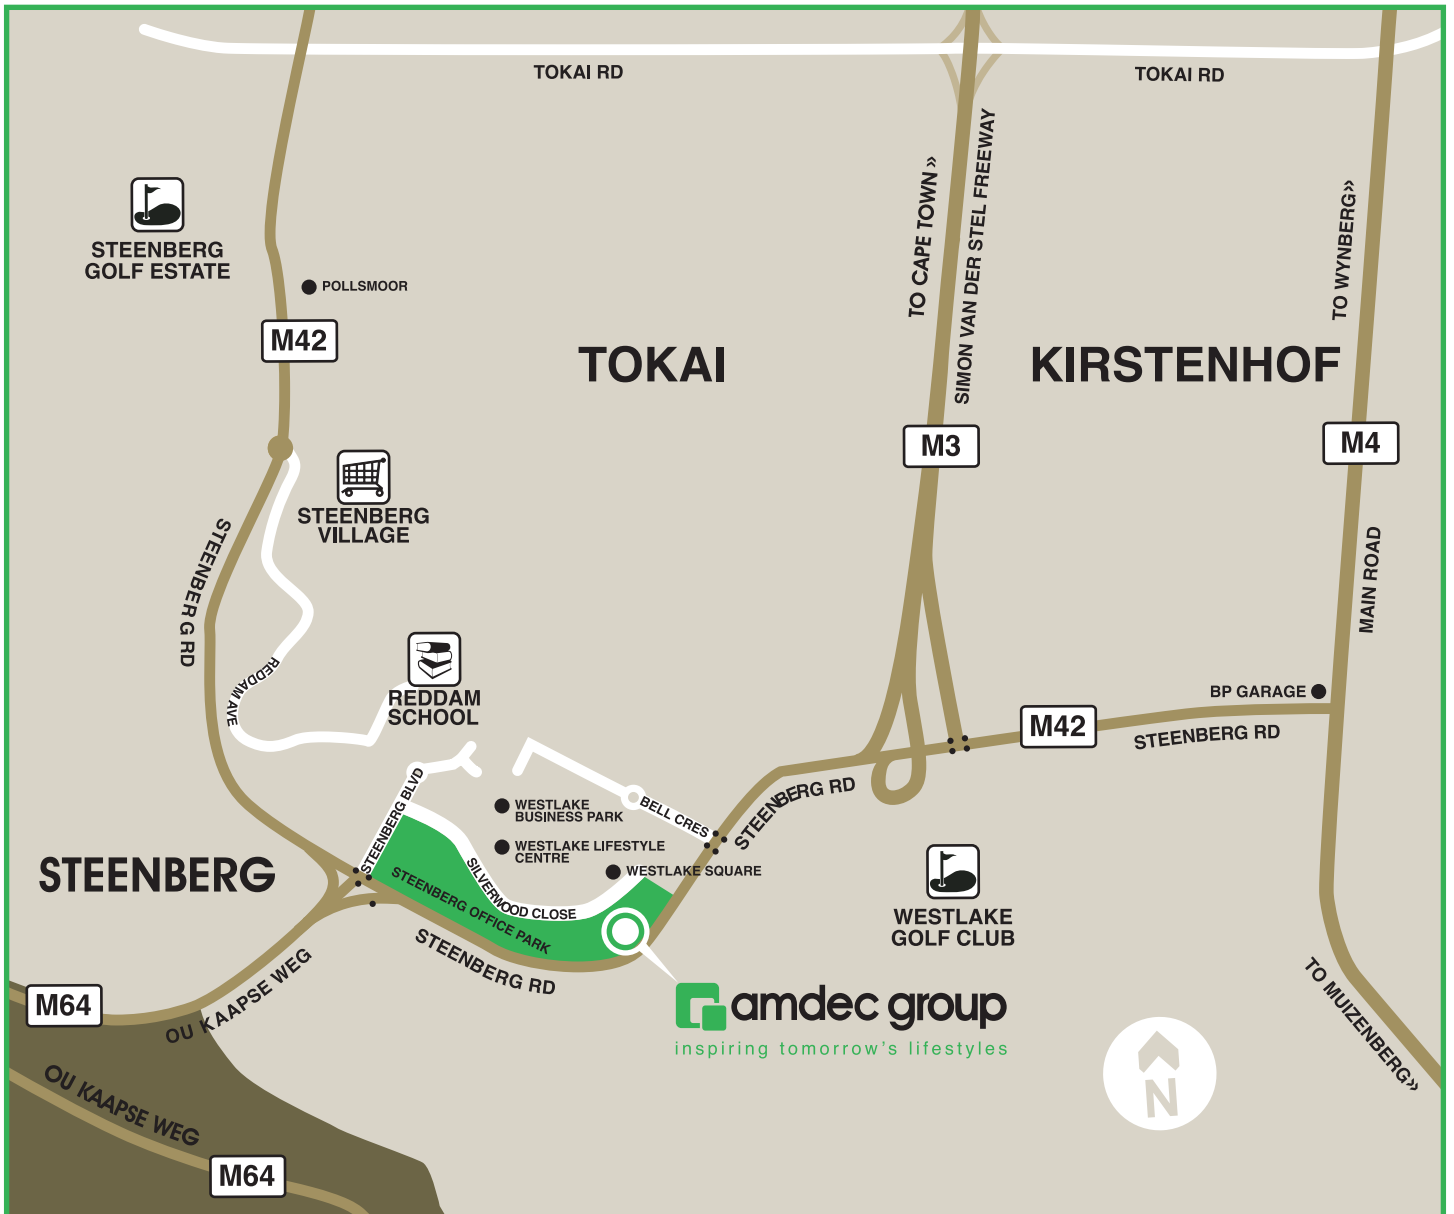 TOKAI RD
TOKAI RD
TO CAPE TOWN »
SIMON VAN DER STEL FREEWAY
TO WYNBERG»
STEENBERG
GOLF ESTATE
POLLSMOOR
M42
TOKAI
KIRSTENHOF
M3
M4
STEENBERG
VILLAGE
STEENBERG RD
MAIN ROAD
REDDAM AVE
REDDAM
SCHOOL
BP GARAGE
M42
STEENBERG RD
STEENBERG RD
STEENBERG BLVD
WESTLAKE
BUSINESS PARK
BELL CRES
WESTLAKE LIFESTYLE
CENTRE
WESTLAKE SQUARE
STEENBERG
SILVERWOOD CLOSE
STEENBERG OFFICE PARK
STEENBERG RD
WESTLAKE
GOLF CLUB
M64
OU KAAPSE WEG
amdec group
inspiring tomorrow's lifestyles
TO MUIZENBERG»
N
OU KAAPSE WEG
M64